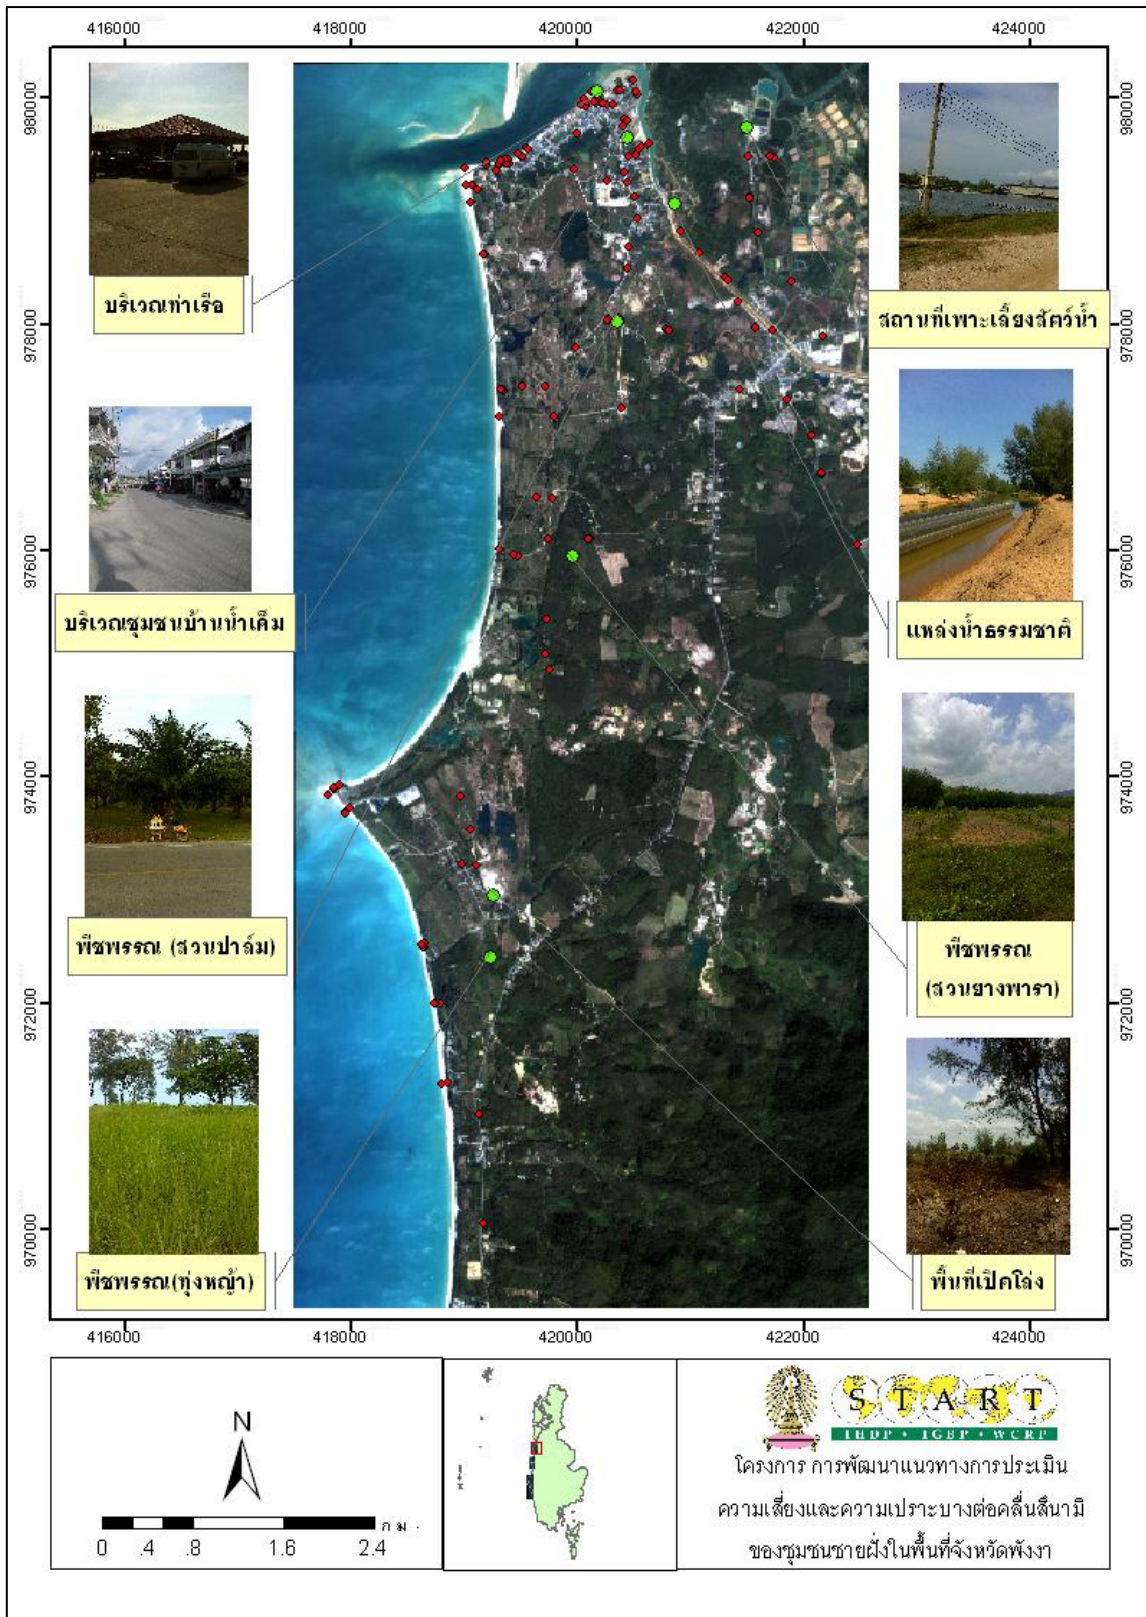 416000 418000 420000 422000 424000
980000 980000
บริเวณท่าเรือ
สถานที่เพาะเลี้ยงสัตว์น้ำ
978000 978000
บริเวณชุมชนบ้านน้ำเค็ม
แหล่งน้ำธรรมชาติ
976000 976000
974000 974000
พืชพรรณ (สวนปาล์ม)
พืชพรรณ
(สวนยางพารา)
972000 972000
พืชพรรณ(ทุ่งหญ้า)
พื้นที่เปิดโล่ง
970000 970000
416000 418000 420000 422000 424000
N
กม.
0 .4 .8 1.6 2.4
START
IHDP • IGBP • WCRP
โครงการ การพัฒนาแนวทางการประเมิน
ความเสี่ยงและความเปราะบางต่อคลื่นสึนามิ
ของชุมชนชายฝั่งในพื้นที่จังหวัดพังงา